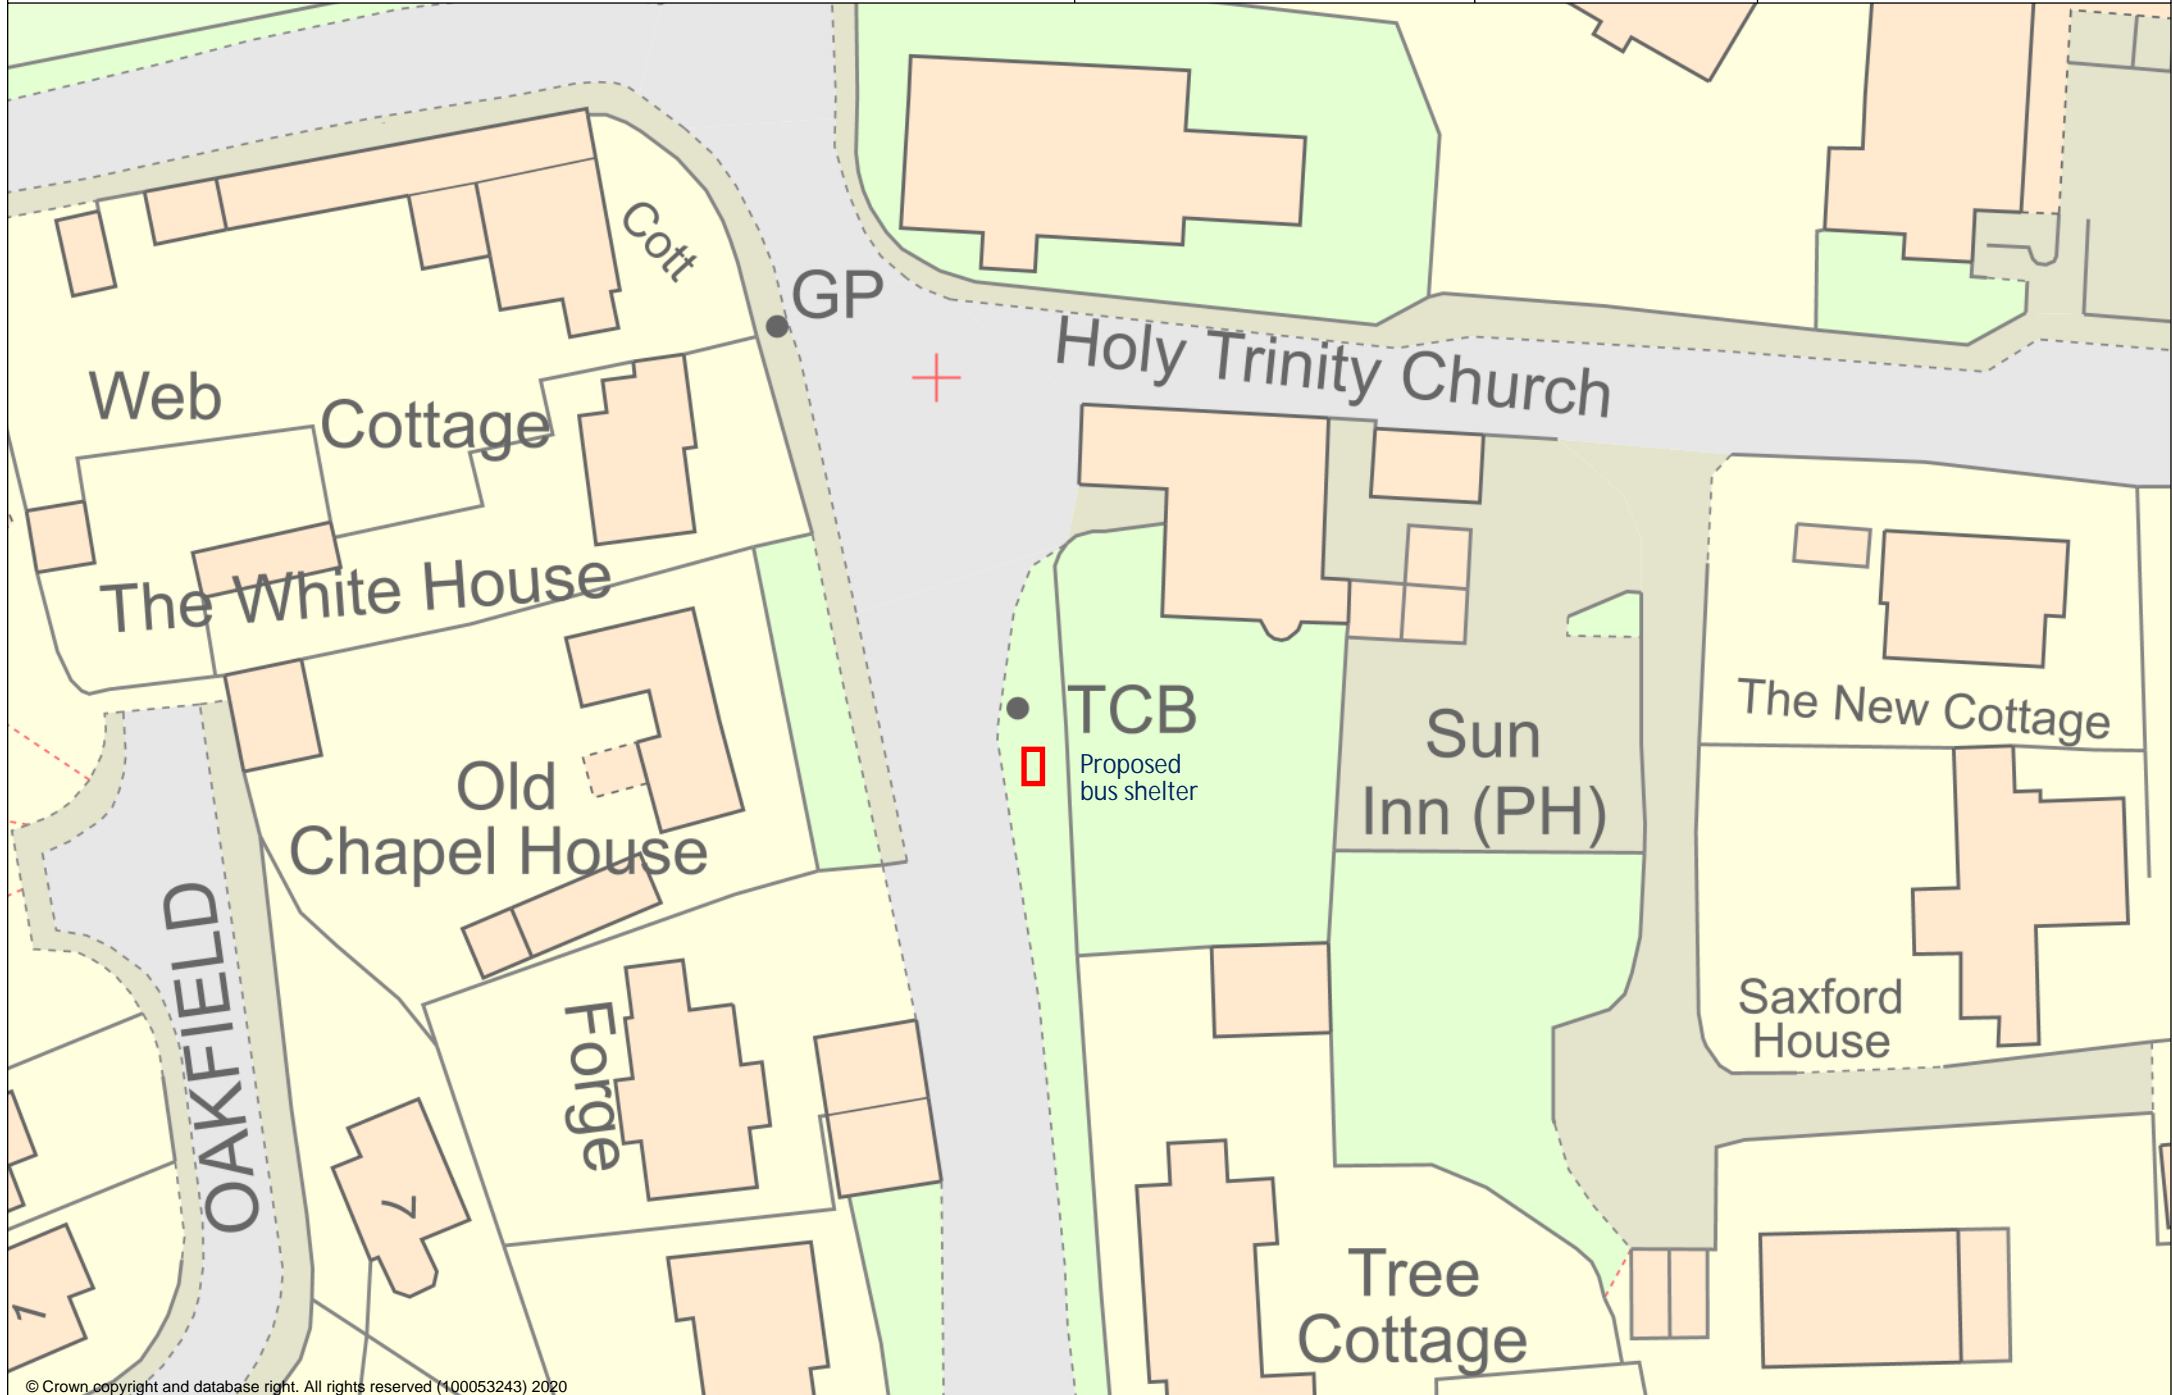 Cott
GP
Holy Trinity Church
Web
Cottage
The White House
TCB
Proposed
bus shelter
Sun
Inn (PH)
The New Cottage
Old
Chapel House
OAKFIELD
Forge
Saxford
House
7
1
Tree
Cottage
© Crown copyright and database right. All rights reserved (100053243) 2020